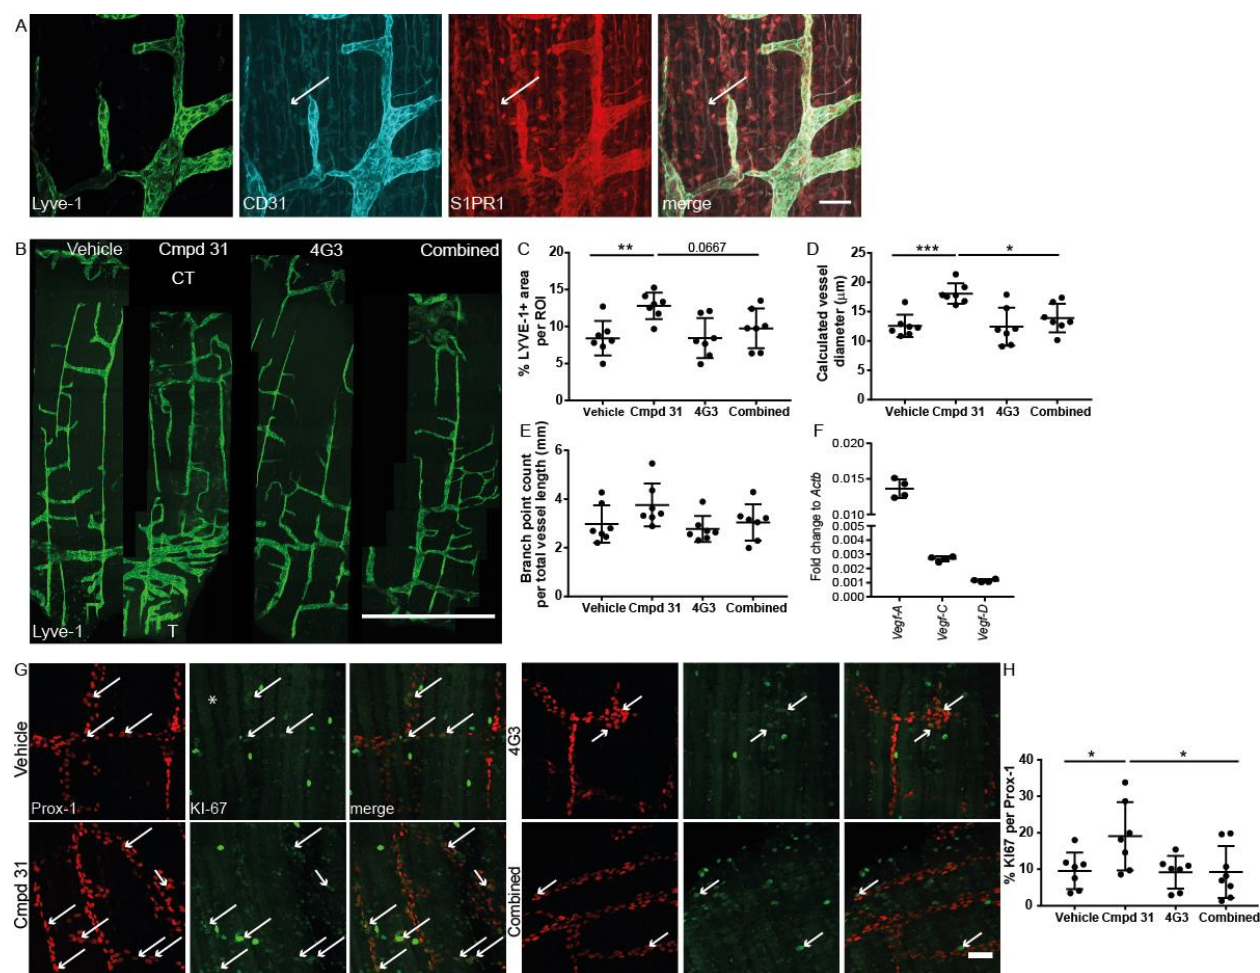 A
Lyve-1
CD31
S1PR1
merge
B
Vehicle
Cmpd 31
4G3
Combined
CT
Lyve-1
T
C
**
0.0667
% LYVE-1+ area
per ROI
20
15
10
5
0
Vehicle Cmpd 31 4G3 Combined
D
***
*
Calculated vessel
diameter (μm)
25
20
15
10
5
0
Vehicle Cmpd 31 4G3 Combined
E
Branch point count
per total vessel length (mm)
6
4
2
0
Vehicle Cmpd 31 4G3 Combined
F
Fold change to Actb
0.020
0.015
0.010
0.005
0.004
0.003
0.002
0.001
0.000
Vegf-A
Vegf-C
Vegf-D
G
Vehicle
Prox-1
*
KI-67
merge
4G3
Cmpd 31
Combined
H
*
*
% KI67 per Prox-1
40
30
20
10
0
Vehicle Cmpd 31 4G3 Combined